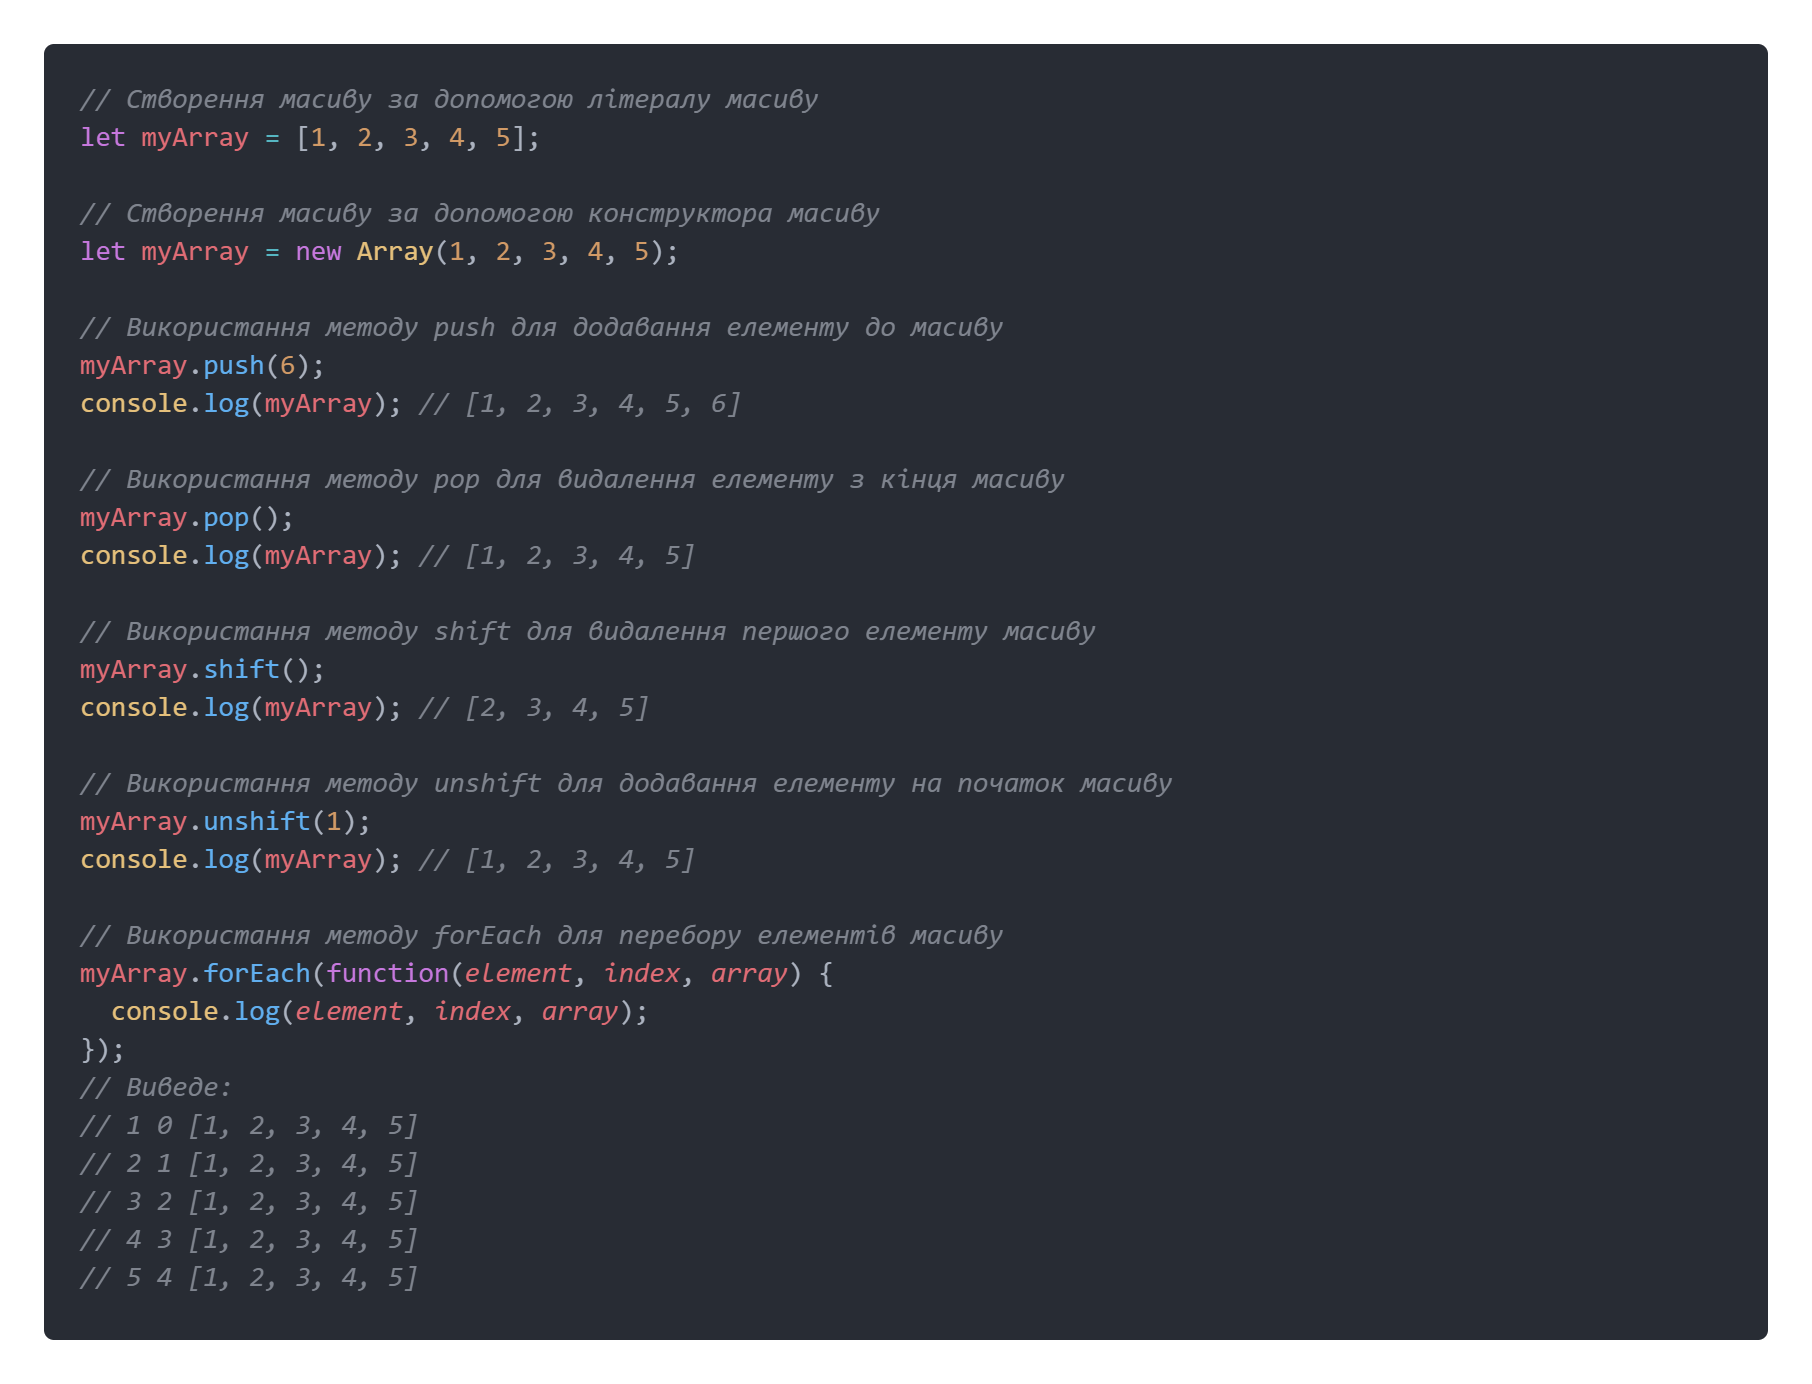 // Створення масиву за допомогою літералу масиву
let myArray = [1, 2, 3, 4, 5];
// Створення масиву за допомогою конструктора масиву
let myArray = new Array(1, 2, 3, 4, 5);
// Використання методу push для додавання елементу до масиву
myArray.push(6);
console.log(myArray); // [1, 2, 3, 4, 5, 6]
// Використання методу pop для видалення елементу з кінця масиву
myArray.pop();
console.log(myArray); // [1, 2, 3, 4, 5]
// Використання методу shift для видалення першого елементу масиву
myArray.shift();
console.log(myArray); // [2, 3, 4, 5]
// Використання методу unshift для додавання елементу на початок масиву
myArray.unshift(1);
console.log(myArray); // [1, 2, 3, 4, 5]
// Використання методу forEach для перебору елементів масиву
myArray.forEach(function(element, index, array) {
  console.log(element, index, array);
});
// Виведе:
// 1 0 [1, 2, 3, 4, 5]
// 2 1 [1, 2, 3, 4, 5]
// 3 2 [1, 2, 3, 4, 5]
// 4 3 [1, 2, 3, 4, 5]
// 5 4 [1, 2, 3, 4, 5]